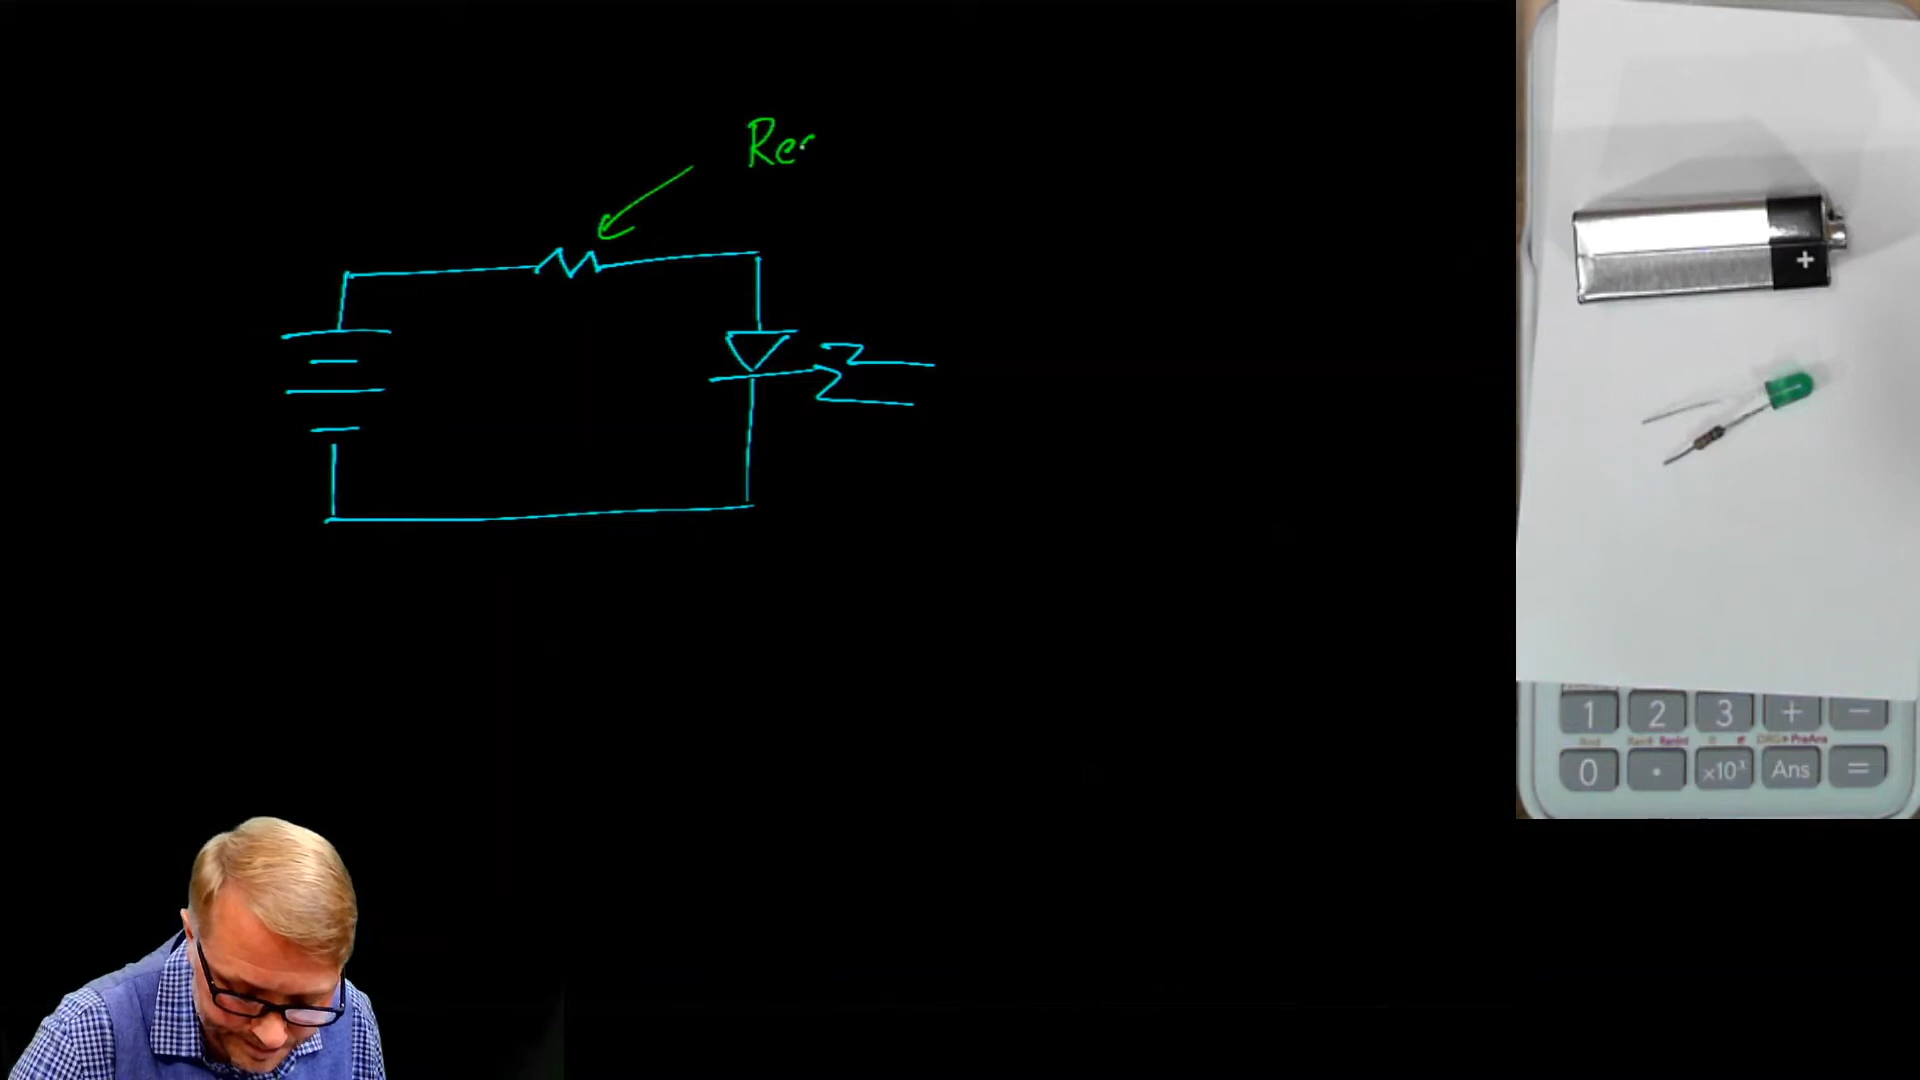 Re
+
1 2 3 + −
0 . ×10ˣ Ans =